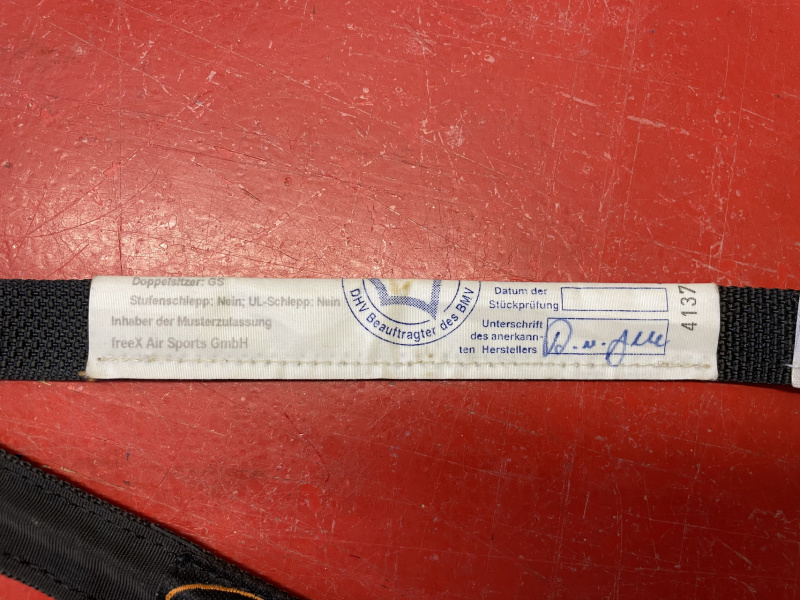 Doppelsitzer: GS
Stufenschlepp: Nein; UL-Schlepp: Nein
Inhaber der Musterzulassung
freeX Air Sports GmbH
DHV Beauftragter des BMV
Datum der
Stückprüfung
Unterschrift
des anerkann-
ten Herstellers
4137